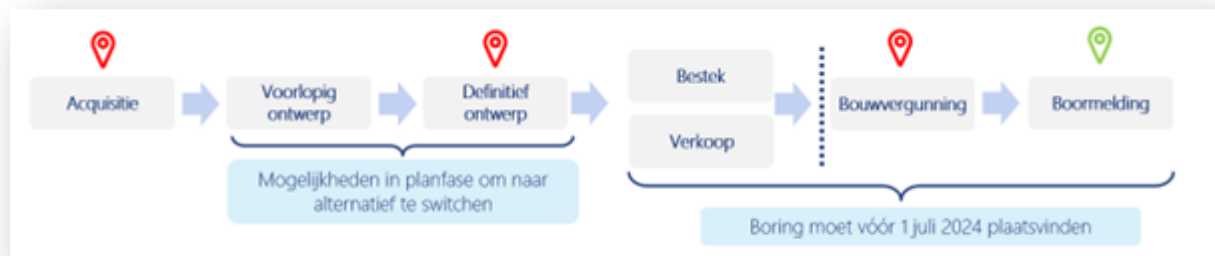 Acquisitie
Voorlopig
ontwerp
Definitief
ontwerp
Bestek
Verkoop
Bouwvergunning
Boormelding
Mogelijkheden in planfase om naar
alternatief te switchen
Boring moet vóór 1 juli 2024 plaatsvinden